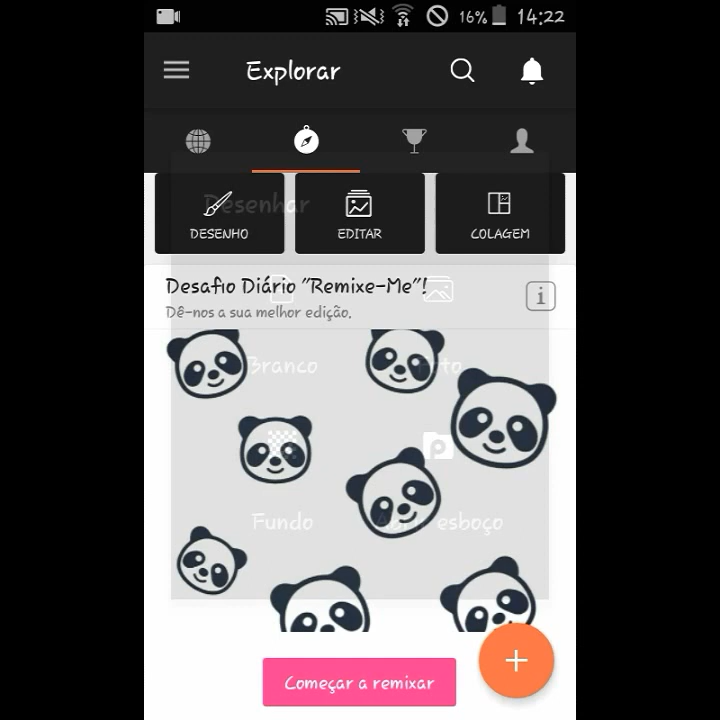 16% 14:22
Explorar
Desenhar
DESENHO EDITAR COLAGEM
Desafio Diário "Remixe-Me"!
Dê-nos a sua melhor edição.
Branco
Fundo esboço
Começar a remixar